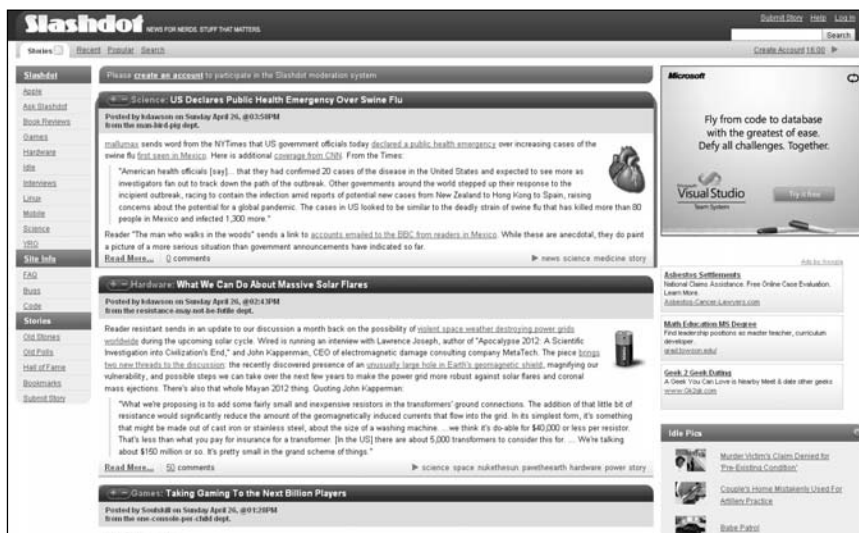 Slashdot NEWS FOR NERDS. STUFF THAT MATTERS.
Submit Story Help Log In
Search
Stories Recent Popular Search
Create Account 16:00
Slashdot
Apple
Ask Slashdot
Book Reviews
Games
Hardware
Idle
Interviews
Linux
Mobile
Science
YRO
Site Info
FAQ
Bugs
Code
Stories
Old Stories
Old Polls
Hall of Fame
Bookmarks
Submit Story
Please create an account to participate in the Slashdot moderation system
Science: US Declares Public Health Emergency Over Swine Flu
Posted by kdawson on Sunday April 26, @03:58PM
from the man-bird-pig dept.
mallumax sends word from the NYTimes that US government officials today declared a public health emergency over increasing cases of the
swine flu first seen in Mexico. Here is additional coverage from CNN. From the Times:
"American health officials [say]... that they had confirmed 20 cases of the disease in the United States and expected to see more as
investigators fan out to track down the path of the outbreak. Other governments around the world stepped up their response to the
incipient outbreak, racing to contain the infection amid reports of potential new cases from New Zealand to Hong Kong to Spain, raising
concerns about the potential for a global pandemic. The cases in US looked to be similar to the deadly strain of swine flu that has killed more than 80
people in Mexico and infected 1,300 more."
Reader "The man who walks in the woods" sends a link to accounts emailed to the BBC from readers in Mexico. While these are anecdotal, they do paint
a picture of a more serious situation than government announcements have indicated so far.
Read More... 0 comments
news science medicine story
Hardware: What We Can Do About Massive Solar Flares
Posted by kdawson on Sunday April 26, @02:43PM
from the resistance-may-not-be-futile dept.
Reader resistant sends in an update to our discussion a month back on the possibility of violent space weather destroying power grids
worldwide during the upcoming solar cycle. Wired is running an interview with Lawrence Joseph, author of "Apocalypse 2012: A Scientific
Investigation into Civilization's End," and John Kappenman, CEO of electromagnetic damage consulting company MetaTech. The piece brings
two new threats to the discussion: the recently discovered presence of an unusually large hole in Earth's geomagnetic shield, magnifying our
vulnerability, and possible steps we can take over the next few years to make the power grid more robust against solar flares and coronal
mass ejections. There's also that whole Mayan 2012 thing. Quoting John Kapperman:
"What we're proposing is to add some fairly small and inexpensive resistors in the transformers' ground connections. The addition of that little bit of
resistance would significantly reduce the amount of the geomagnetically induced currents that flow into the grid. In its simplest form, it's something
that might be made out of cast iron or stainless steel, about the size of a washing machine. ... we think it's do-able for $40,000 or less per resistor.
That's less than what you pay for insurance for a transformer. [In the US] there are about 5,000 transformers to consider this for. ... We're talking
about $150 million or so. It's pretty small in the grand scheme of things."
Read More... 50 comments
science space nukethesun pavetheearth hardware power story
Games: Taking Gaming To the Next Billion Players
Posted by Soulskill on Sunday April 26, @01:28PM
from the one-console-per-child dept.
Microsoft
Fly from code to database
with the greatest of ease.
Defy all challenges. Together.
Microsoft
Visual Studio
Team System
Try it free
Ads by Google
Asbestos Settlements
National Claims Assistance. Free Online Case Evaluation.
Learn More.
Asbestos-Cancer-Lawyers.com
Math Education MS Degree
Find leadership positions as master teacher, curriculum
developer.
grad.towson.edu/
Geek 2 Geek Dating
A Geek You Can Love is Nearby Meet & date other geeks
www.Gk2gk.com
Idle Pics
Murder Victim's Claim Denied for
'Pre-Existing Condition'
Couple's Home Mistakenly Used For
Artillery Practice
Babe Patrol